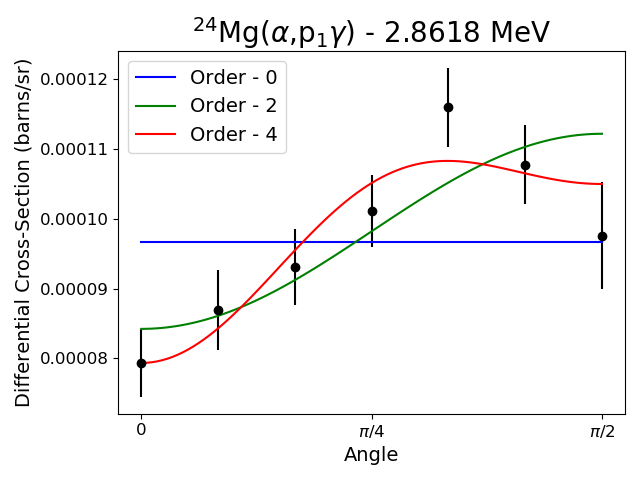 ²⁴Mg(α,p₁γ) - 2.8618 MeV
Order - 0
Order - 2
Order - 4
Differential Cross-Section (barns/sr)
0.00012
0.00011
0.00010
0.00009
0.00008
0
π/4
π/2
Angle